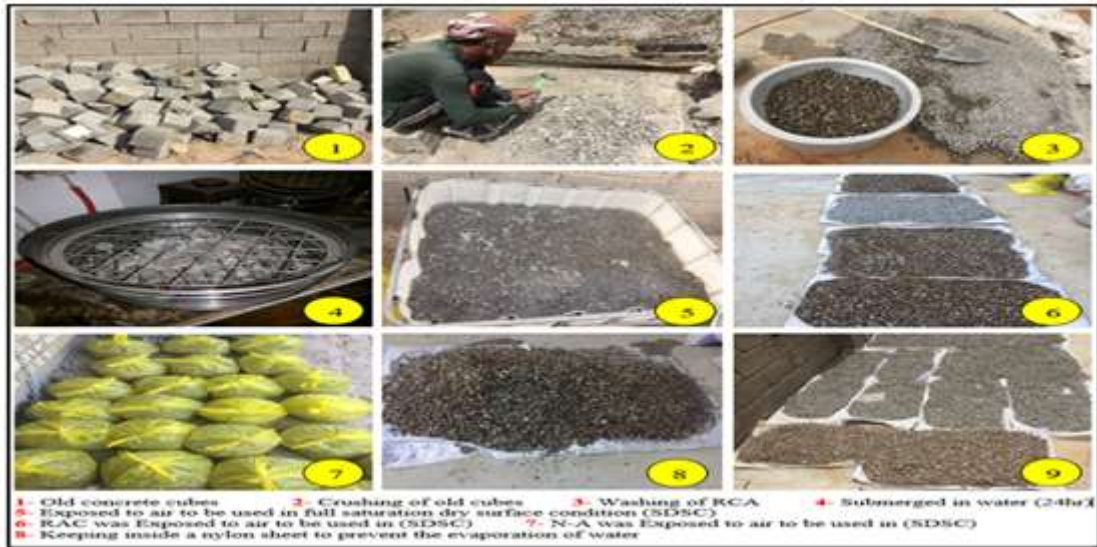 1
2
3
4
5
6
7
8
9
1- Old concrete cubes 2- Crushing of old cubes 3- Washing of RCA 4- Submerged in water (24hr)
5- Exposed to air to be used in full saturation dry surface condition (SDSC)
6- RAC was Exposed to air to be used in (SDSC) 7- N-A was Exposed to air to be used in (SDSC)
8- Keeping inside a nylon sheet to prevent the evaporation of water